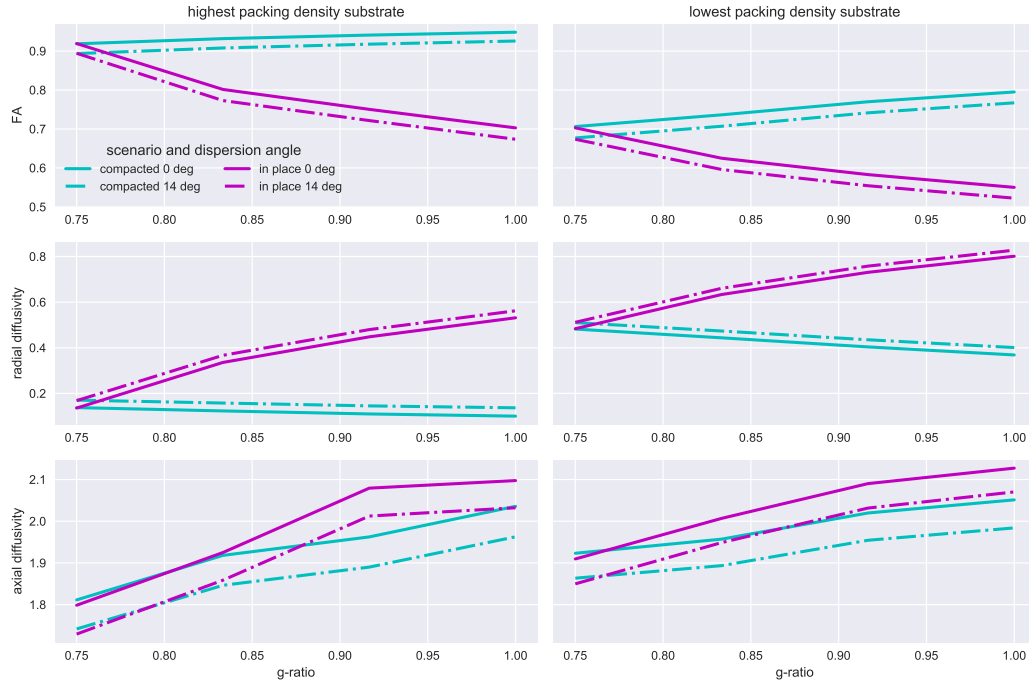 highest packing density substrate
lowest packing density substrate
FA
0.9
0.8
0.7
0.6
0.5
scenario and dispersion angle
compacted 0 deg
in place 0 deg
compacted 14 deg
in place 14 deg
0.75 0.80 0.85 0.90 0.95 1.00
0.75 0.80 0.85 0.90 0.95 1.00
radial diffusivity
0.8
0.6
0.4
0.2
0.75 0.80 0.85 0.90 0.95 1.00
0.75 0.80 0.85 0.90 0.95 1.00
axial diffusivity
2.1
2.0
1.9
1.8
0.75 0.80 0.85 0.90 0.95 1.00
0.75 0.80 0.85 0.90 0.95 1.00
g-ratio
g-ratio